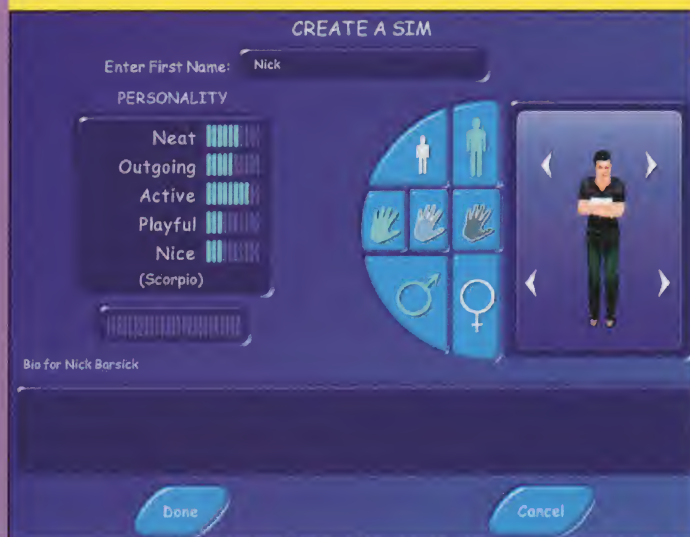 CREATE A SIM
Enter First Name: Nick
PERSONALITY
Neat
Outgoing
Active
Playful
Nice
(Scorpio)
Bio for Nick Barsick
Done
Cancel